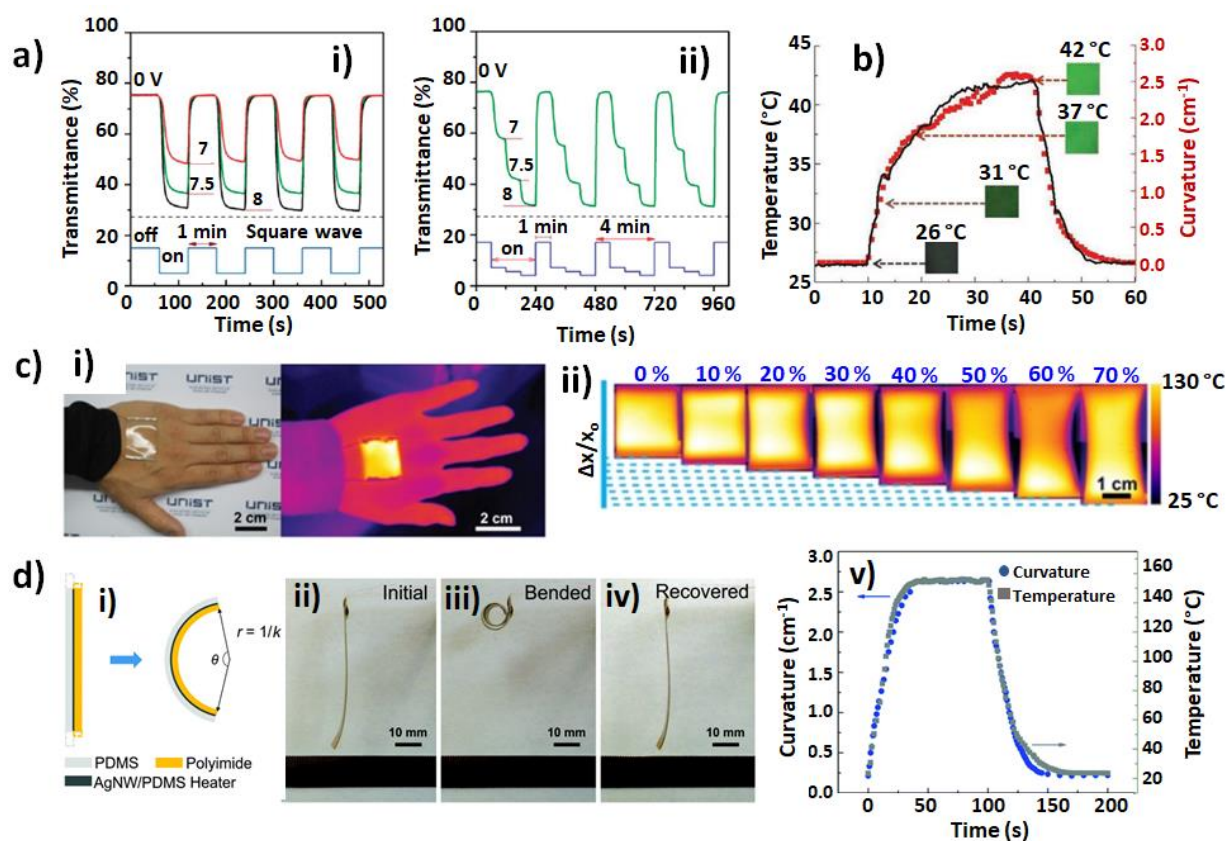 a)
i)
100
80
60
40
20
0
Transmittance (%)
0 V
7
7.5
8
off
on
1 min
Square wave
0 100 200 300 400 500
Time (s)
ii)
100
80
60
40
20
0
Transmittance (%)
0 V
7
7.5
8
1 min
4 min
on
0 240 480 720 960
Time (s)
b)
45
40
35
30
25
Temperature (°C)
42 °C
37 °C
31 °C
26 °C
3.0
2.5
2.0
1.5
1.0
0.5
0.0
Curvature (cm-1)
0 10 20 30 40 50 60
Time (s)
c)
i)
UNIST
UNIST
UNIST
2 cm
2 cm
ii)
0 % 10 % 20 % 30 % 40 % 50 % 60 % 70 %
Δx/xo
130 °C
1 cm
25 °C
d)
i)
r = 1/k
θ
PDMS Polyimide
AgNW/PDMS Heater
ii) Initial
10 mm
iii) Bended
10 mm
iv) Recovered
10 mm
v)
3.0
2.5
2.0
1.5
1.0
0.5
0.0
Curvature (cm-1)
Curvature
Temperature
160
140
120
100
80
60
40
20
Temperature (°C)
0 50 100 150 200
Time (s)